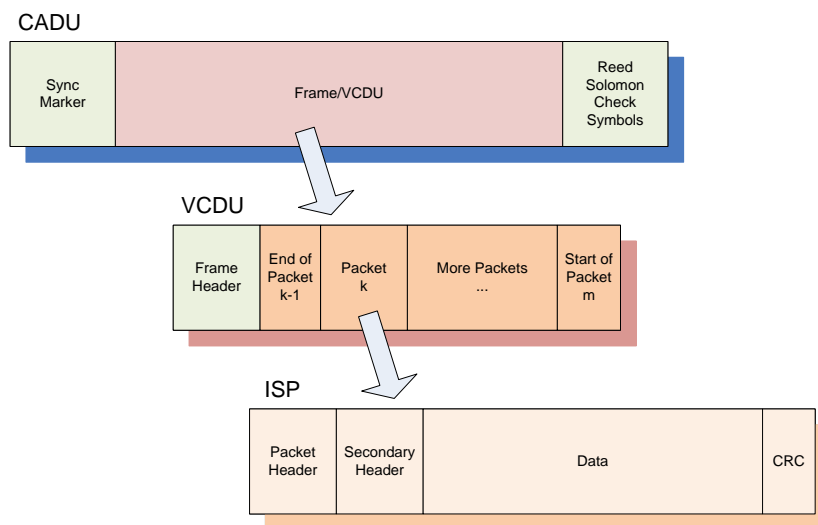 CADU
Sync
Marker
Frame/VCDU
Reed
Solomon
Check
Symbols
VCDU
Frame
Header
End of
Packet
k-1
Packet
k
More Packets
...
Start of
Packet
m
ISP
Packet
Header
Secondary
Header
Data
CRC